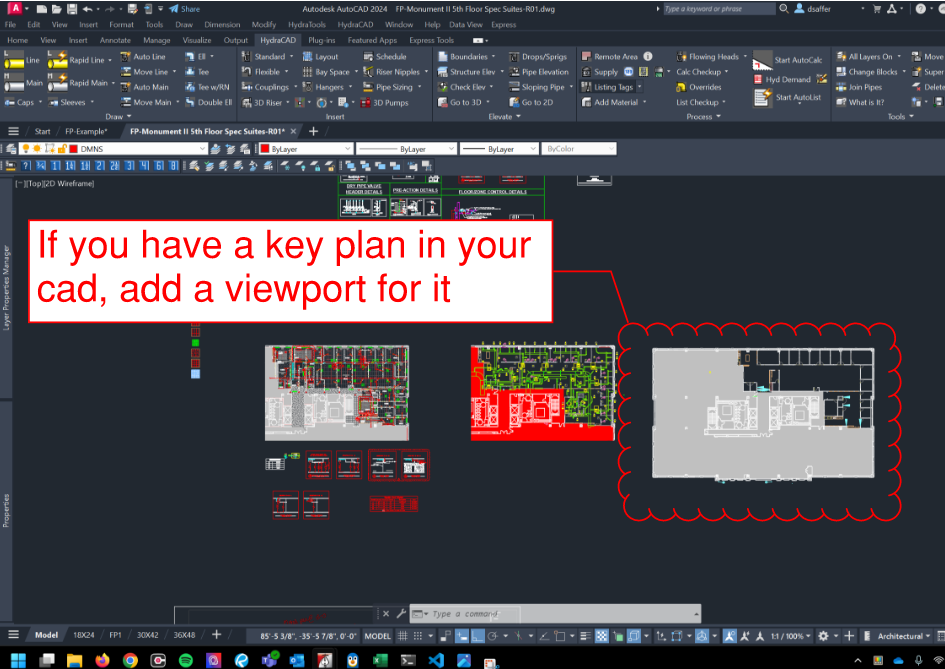 Share
Autodesk AutoCAD 2024 FP-Monument II 5th Floor Spec Suites-R01.dwg
Type a keyword or phrase
dsaffer
File Edit View Insert Format Tools Draw Dimension Modify HydraTools HydraCAD Window Help Data View Express
Home View Insert Annotate Manage Visualize Output HydraCAD Plug-ins Featured Apps Express Tools
Line Rapid Line Auto Line Ell Standard Layout Schedule Boundaries Drops/Sprigs Remote Area Flowing Heads Start AutoCalc All Layers On Move
Move Line Tee Flexible Bay Space Riser Nipples Structure Elev Pipe Elevation Supply Calc Checkup Hyd Demand Change Blocks Super
Main Rapid Main Auto Main Tee w/RN Couplings Hangers Pipe Sizing Check Elev Sloping Pipe Listing Tags Overrides Join Pipes Delete
Caps Sleeves Move Main Double Ell 3D Riser 3D Pumps Go to 3D Go to 2D Add Material List Checkup Start AutoList What is It?
Draw Insert Elevate Process Tools
Start FP-Example* FP-Monument II 5th Floor Spec Suites-R01*
DMNS ByLayer ByLayer ByLayer ByColor
[−][Top][2D Wireframe]
DRY PIPE VALVE
HEADER DETAILS
PRE-ACTION DETAILS
FLOOR/ZONE CONTROL DETAILS
Layer Properties Manager
If you have a key plan in your
cad, add a viewport for it
Properties
Type a command
Model 18X24 FP1 30X42 36X48 85'-5 3/8", -35'-5 7/8", 0'-0" MODEL 1:1 / 100% Architectural